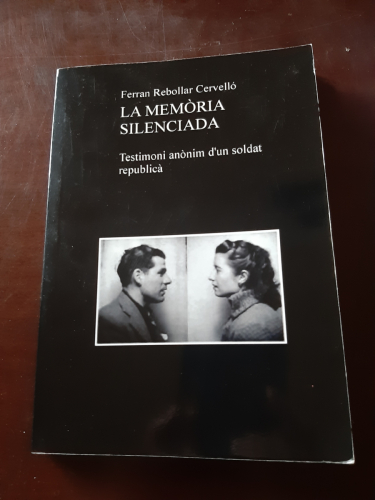 Ferran Rebollar Cervelló
LA MEMÒRIA
SILENCIADA
Testimoni anònim d'un soldat
republicà